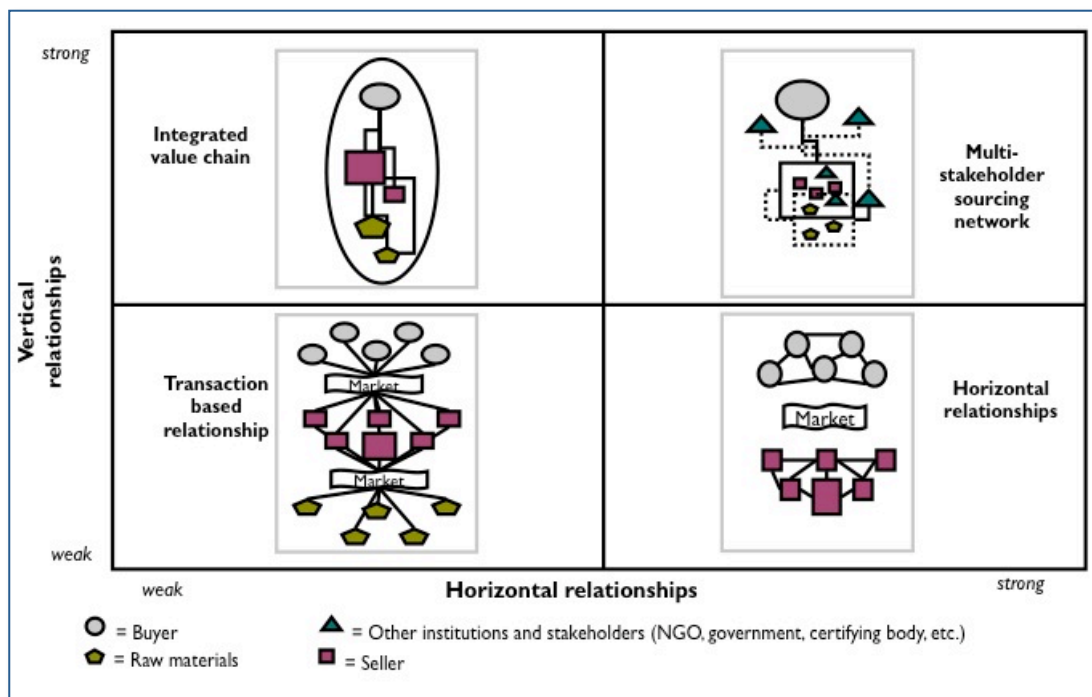 strong
Integrated
value chain
Multi-
stakeholder
sourcing
network
Vertical
relationships
Transaction
based
relationship
Market
Market
Market
Horizontal
relationships
weak
weak
Horizontal relationships
strong
= Buyer
= Other institutions and stakeholders (NGO, government, certifying body, etc.)
= Raw materials
= Seller